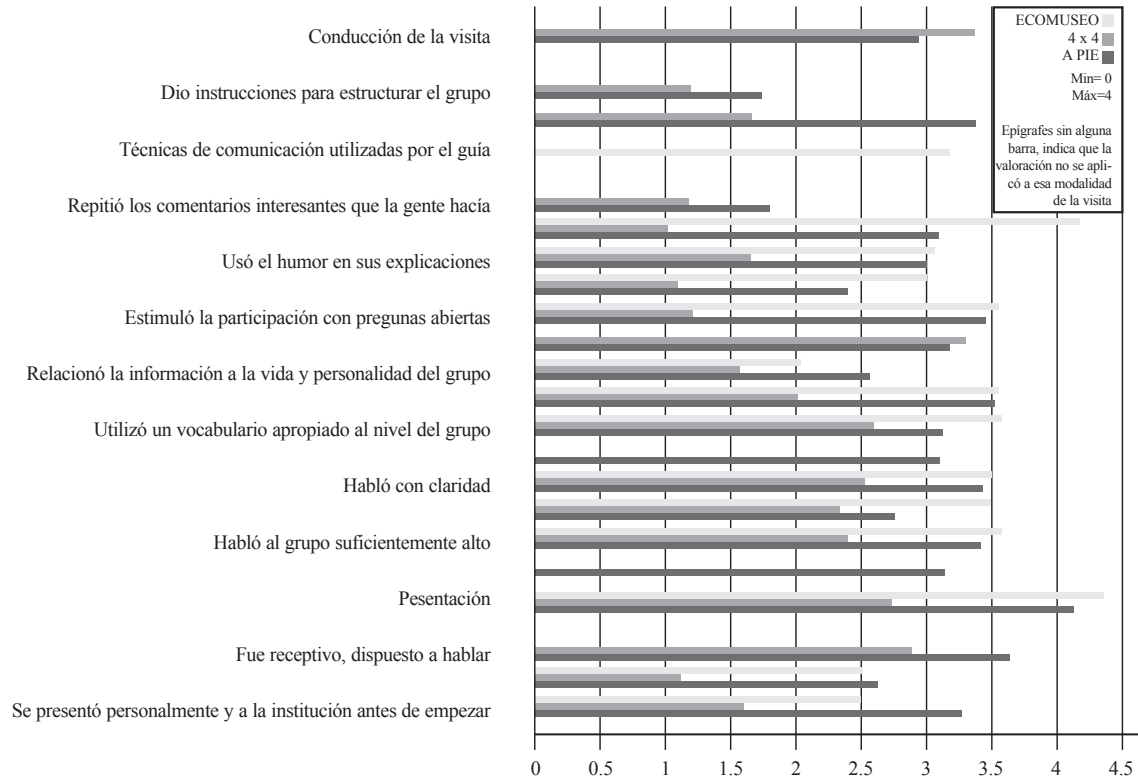 Conducción de la visita
Dio instrucciones para estructurar el grupo
Técnicas de comunicación utilizadas por el guía
Repitió los comentarios interesantes que la gente hacía
Usó el humor en sus explicaciones
Estimuló la participación con pregunas abiertas
Relacionó la información a la vida y personalidad del grupo
Utilizó un vocabulario apropiado al nivel del grupo
Habló con claridad
Habló al grupo suficientemente alto
Pesentación
Fue receptivo, dispuesto a hablar
Se presentó personalmente y a la institución antes de empezar
ECOMUSEO
4 x 4
A PIE
Min= 0
Máx=4
Epígrafes sin alguna
barra, indica que la
valoración no se apli-
có a esa modalidad
de la visita
0 0.5 1 1.5 2 2.5 3 3.5 4 4.5